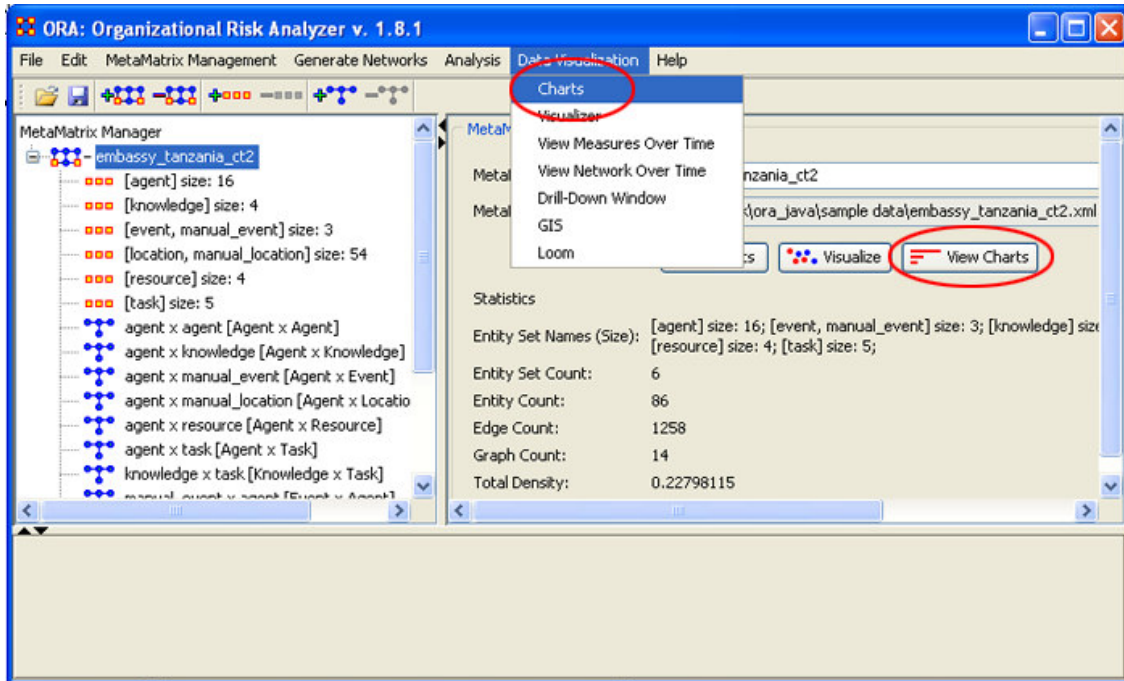 ORA: Organizational Risk Analyzer v. 1.8.1
File Edit MetaMatrix Management Generate Networks Analysis Data Visualization Help
Charts
Visualizer
View Measures Over Time
View Network Over Time
Drill-Down Window
GIS
Loom
MetaMatrix Manager
embassy_tanzania_ct2
[agent] size: 16
[knowledge] size: 4
[event, manual_event] size: 3
[location, manual_location] size: 54
[resource] size: 4
[task] size: 5
agent x agent [Agent x Agent]
agent x knowledge [Agent x Knowledge]
agent x manual_event [Agent x Event]
agent x manual_location [Agent x Locatio
agent x resource [Agent x Resource]
agent x task [Agent x Task]
knowledge x task [Knowledge x Task]
manual_event x agent [Event x Agent]
nzania_ct2
\ora_java\sample data\embassy_tanzania_ct2.xml
Visualize View Charts
Statistics
Entity Set Names (Size): [agent] size: 16; [event, manual_event] size: 3; [knowledge] size
[resource] size: 4; [task] size: 5;
Entity Set Count: 6
Entity Count: 86
Edge Count: 1258
Graph Count: 14
Total Density: 0.22798115